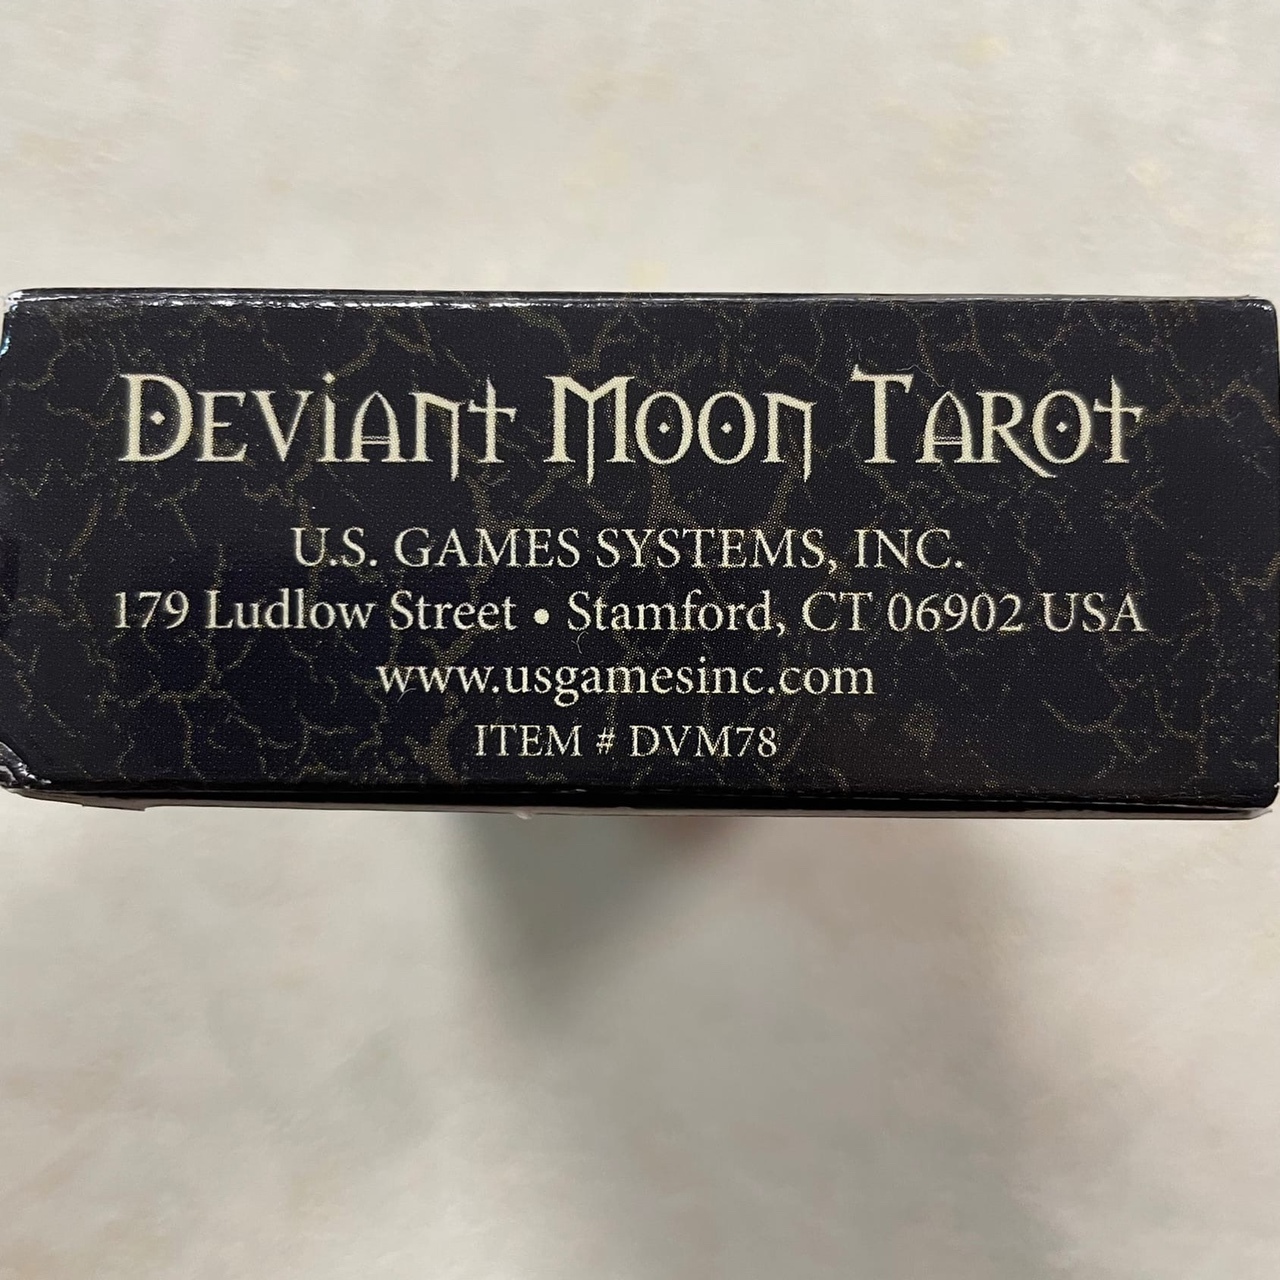 DEViANt MOON TAROt
U.S. GAMES SYSTEMS, INC.
179 Ludlow Street • Stamford, CT 06902 USA
www.usgamesinc.com
ITEM # DVM78